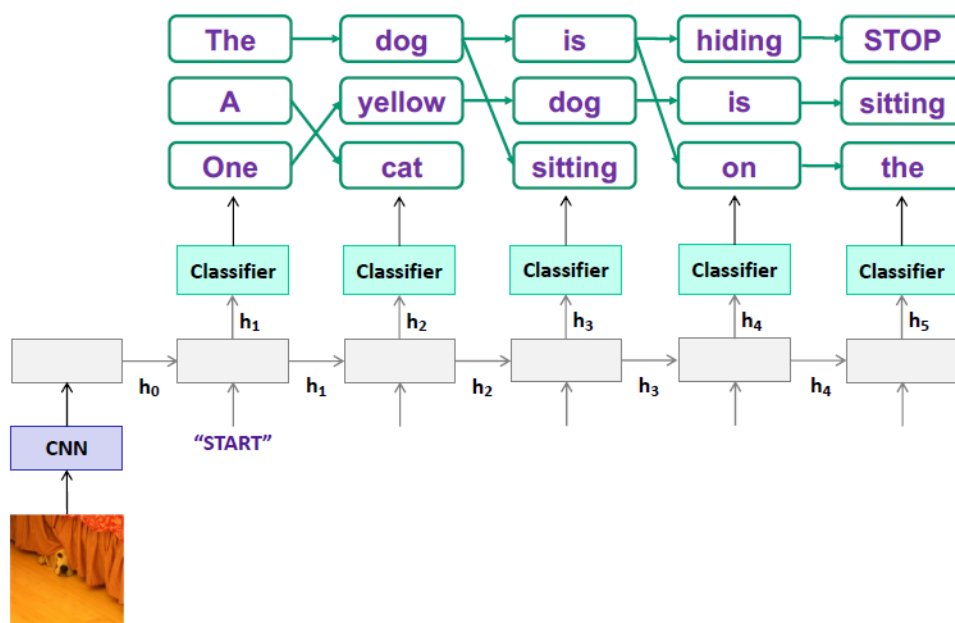 The dog is hiding STOP
A yellow dog is sitting
One cat sitting on the
Classifier Classifier Classifier Classifier Classifier
h1 h2 h3 h4 h5
h0 h1 h2 h3 h4
CNN “START”